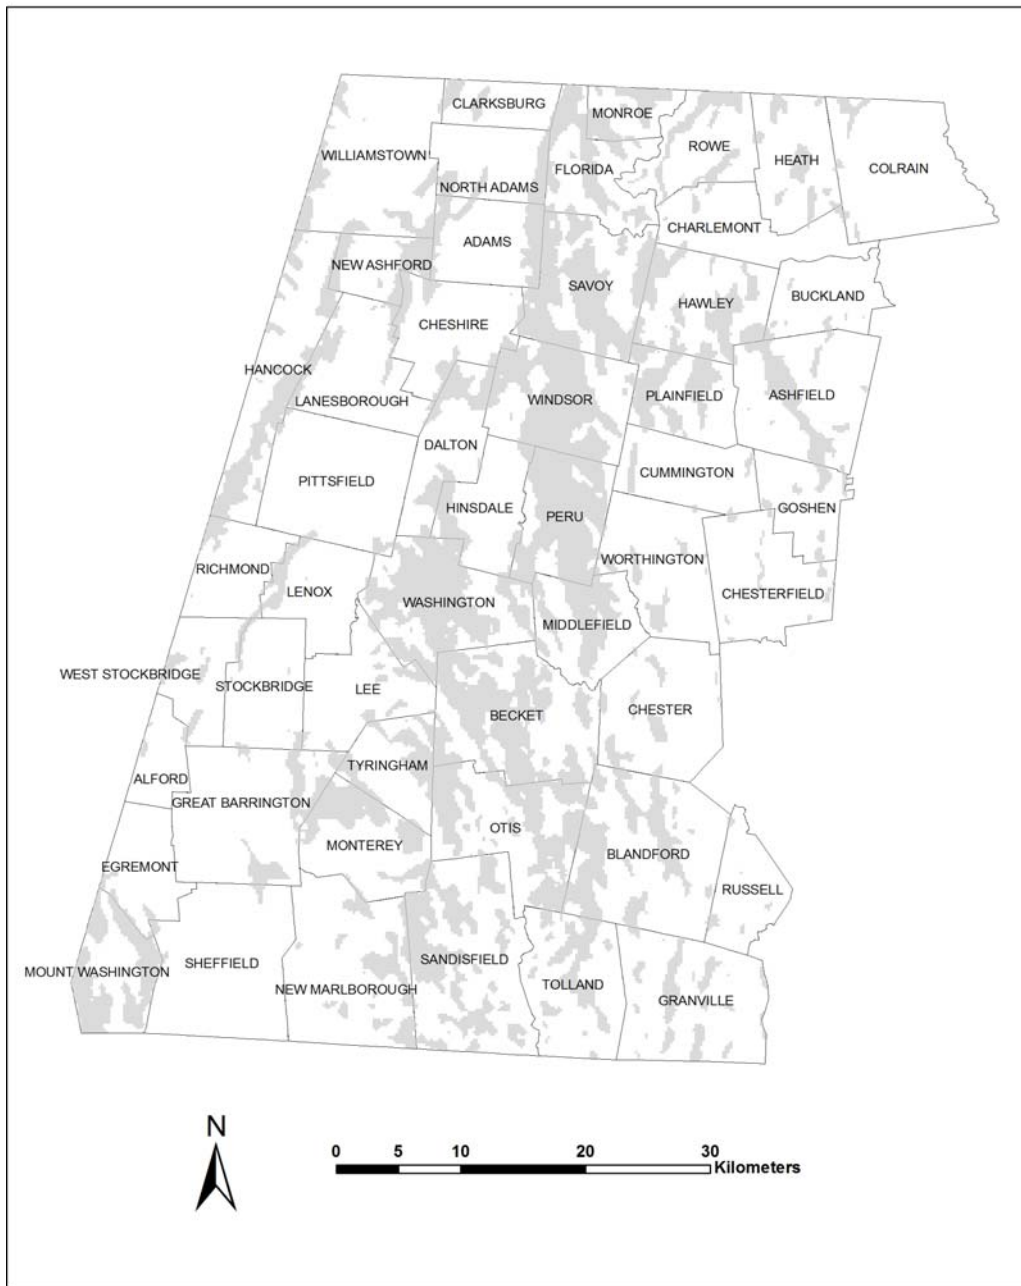 CLARKSBURG
MONROE
WILLIAMSTOWN
ROWE
HEATH
COLRAIN
FLORIDA
NORTH ADAMS
CHARLEMONT
ADAMS
NEW ASHFORD
SAVOY
BUCKLAND
HAWLEY
CHESHIRE
HANCOCK
LANESBOROUGH
WINDSOR
PLAINFIELD
ASHFIELD
DALTON
CUMMINGTON
PITTSFIELD
HINSDALE
GOSHEN
PERU
WORTHINGTON
RICHMOND
LENOX
CHESTERFIELD
WASHINGTON
MIDDLEFIELD
WEST STOCKBRIDGE
STOCKBRIDGE
LEE
CHESTER
BECKET
TYRINGHAM
ALFORD
GREAT BARRINGTON
OTIS
MONTEREY
BLANDFORD
EGREMONT
RUSSELL
SANDISFIELD
SHEFFIELD
MOUNT WASHINGTON
TOLLAND
NEW MARLBOROUGH
GRANVILLE
N
0 5 10 20 30
Kilometers